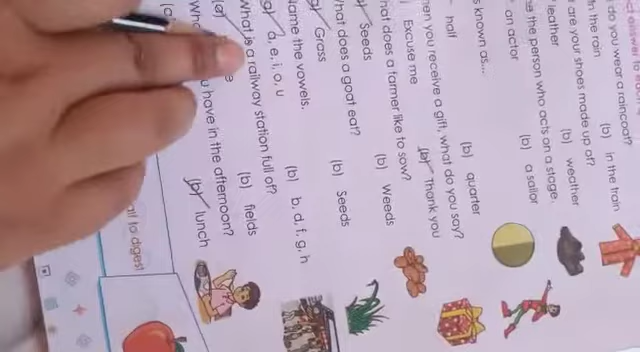 do you wear a raincoat?
in the rain (b) in the train
are your shoes made up of?
leather (b) weather
the person who acts on a stage.
an actor (b) a sailor
s known as...
half (b) quarter
en you receive a gift, what do you say?
Excuse me (b) Thank you
hat does a farmer like to sow?
Seeds (b) Weeds
hat does a goat eat?
Grass (b) Seeds
ame the vowels.
a, e, i, o, u (b) b, d, f, g, h
What is a railway station full of?
(b) fields
u have in the afternoon?
(b) lunch
to digest